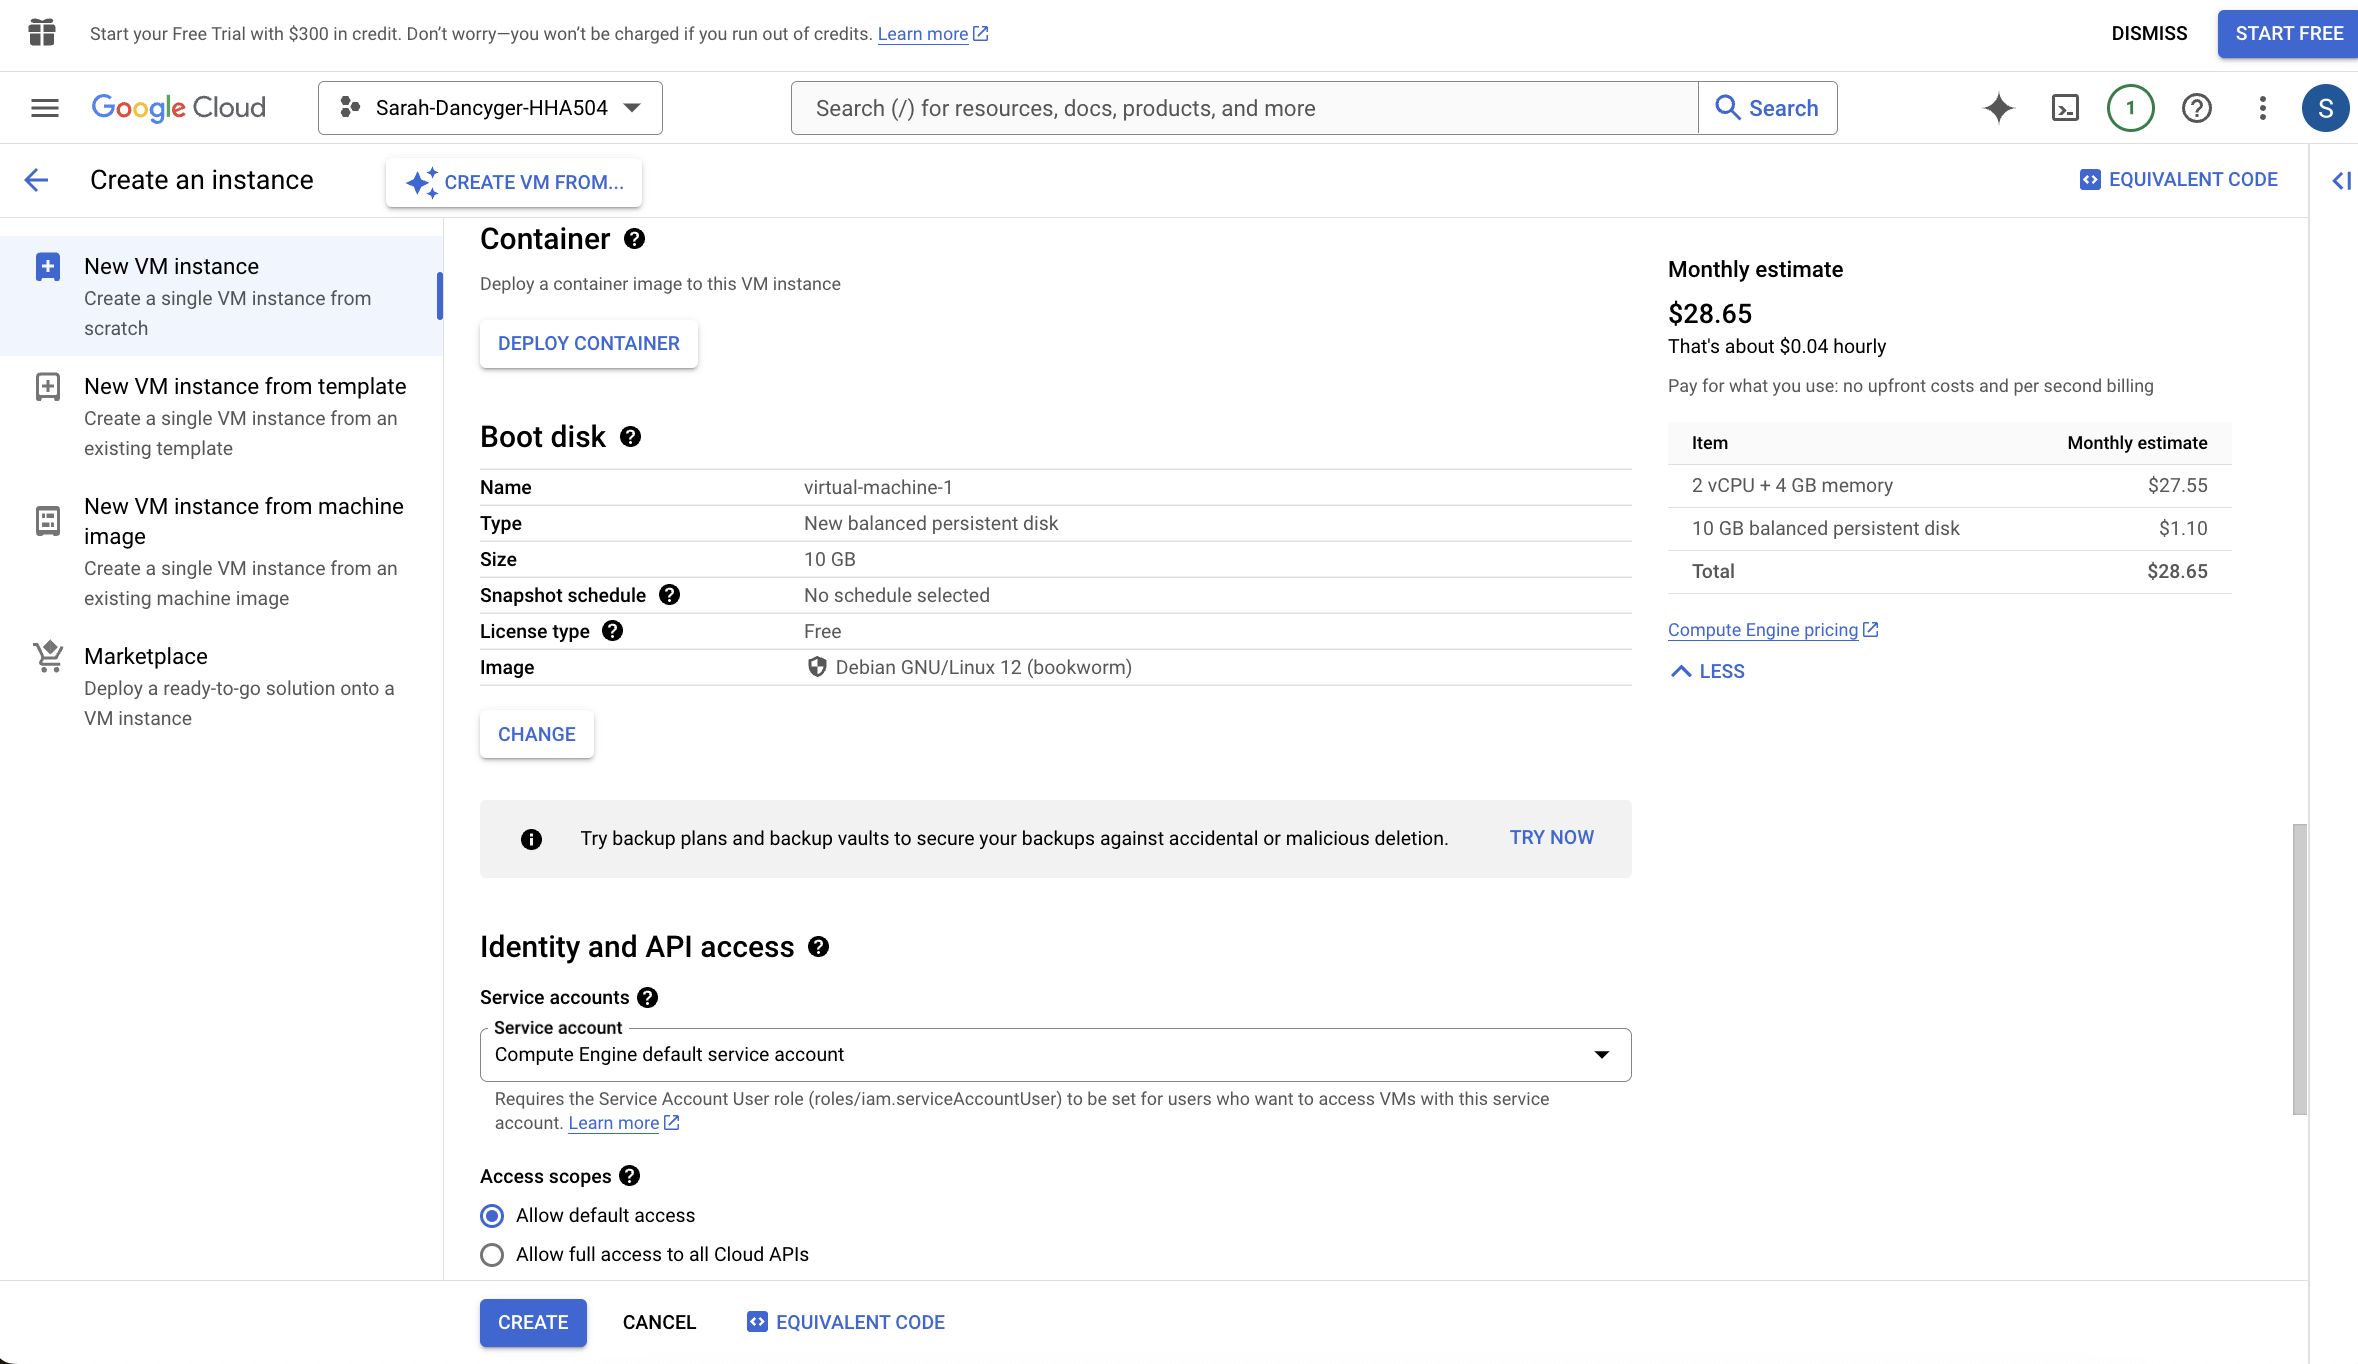 Start your Free Trial with $300 in credit. Don’t worry—you won’t be charged if you run out of credits. Learn more
DISMISS
START FREE
Google Cloud
Sarah-Dancyger-HHA504
Search (/) for resources, docs, products, and more
Search
1
S
Create an instance
CREATE VM FROM...
EQUIVALENT CODE
New VM instance
Create a single VM instance from
scratch
New VM instance from template
Create a single VM instance from an
existing template
New VM instance from machine
image
Create a single VM instance from an
existing machine image
Marketplace
Deploy a ready-to-go solution onto a
VM instance
Container
Deploy a container image to this VM instance
DEPLOY CONTAINER
Boot disk
Name virtual-machine-1
Type New balanced persistent disk
Size 10 GB
Snapshot schedule No schedule selected
License type Free
Image Debian GNU/Linux 12 (bookworm)
CHANGE
Try backup plans and backup vaults to secure your backups against accidental or malicious deletion.
TRY NOW
Identity and API access
Service accounts
Service account
Compute Engine default service account
Requires the Service Account User role (roles/iam.serviceAccountUser) to be set for users who want to access VMs with this service
account. Learn more
Access scopes
Allow default access
Allow full access to all Cloud APIs
CREATE
CANCEL
EQUIVALENT CODE
Monthly estimate
$28.65
That's about $0.04 hourly
Pay for what you use: no upfront costs and per second billing
Item Monthly estimate
2 vCPU + 4 GB memory $27.55
10 GB balanced persistent disk $1.10
Total $28.65
Compute Engine pricing
LESS